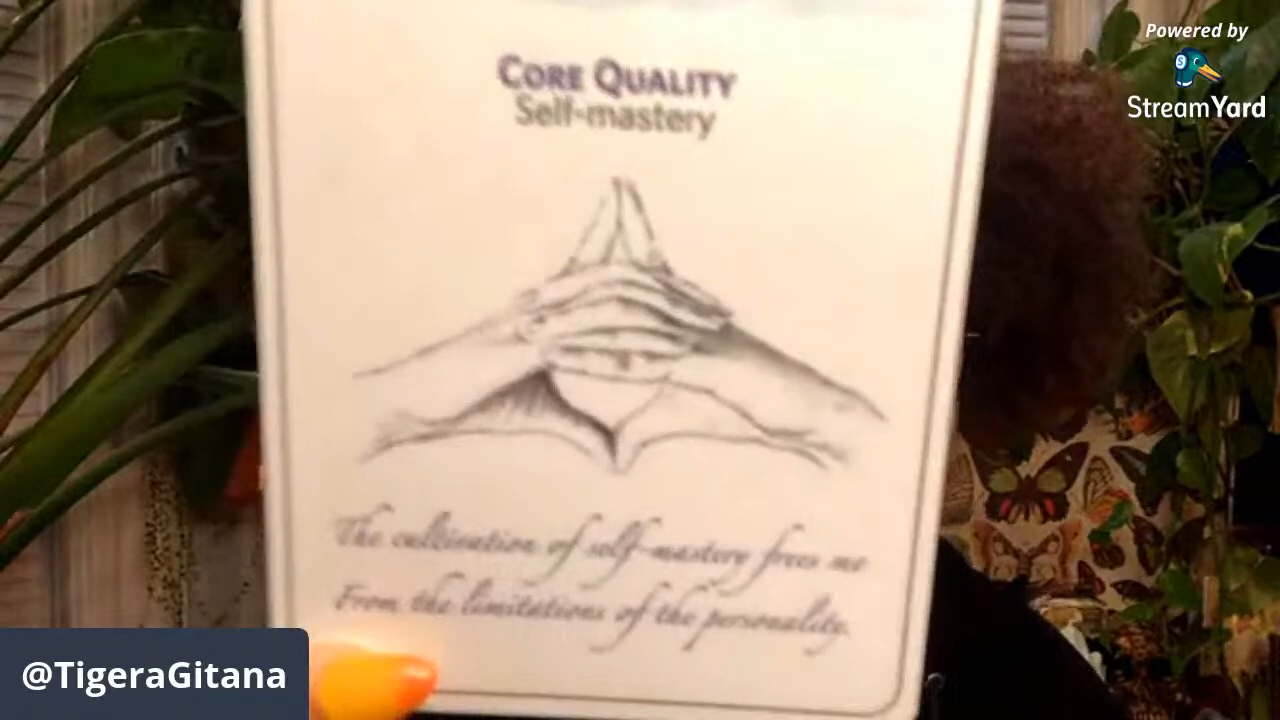 Powered by
StreamYard
CORE QUALITY
Self-mastery
The cultivation of self-mastery frees me
From the limitations of the personality.
@TigeraGitana